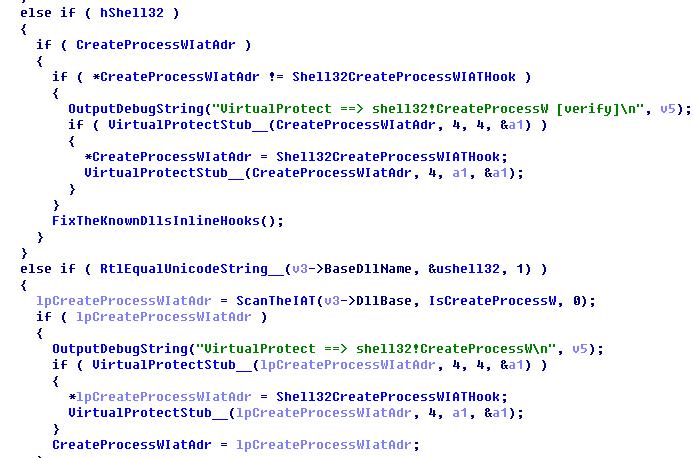 else if ( hShell32 )
{
if ( CreateProcessWIatAdr )
{
if ( *CreateProcessWIatAdr != Shell32CreateProcessWIATHook )
{
OutputDebugString("VirtualProtect ==> shell32!CreateProcessW [verify]\n", v5);
if ( VirtualProtectStub__(CreateProcessWIatAdr, 4, 4, &a1) )
{
*CreateProcessWIatAdr = Shell32CreateProcessWIATHook;
VirtualProtectStub__(CreateProcessWIatAdr, 4, a1, &a1);
}
}
FixTheKnownDllsInlineHooks();
}
}
else if ( RtlEqualUnicodeString__(v3->BaseDllName, &ushell32, 1) )
{
lpCreateProcessWIatAdr = ScanTheIAT(v3->DllBase, IsCreateProcessW, 0);
if ( lpCreateProcessWIatAdr )
{
OutputDebugString("VirtualProtect ==> shell32!CreateProcessW\n", v5);
if ( VirtualProtectStub__(lpCreateProcessWIatAdr, 4, 4, &a1) )
{
*lpCreateProcessWIatAdr = Shell32CreateProcessWIATHook;
VirtualProtectStub__(lpCreateProcessWIatAdr, 4, a1, &a1);
}
CreateProcessWIatAdr = lpCreateProcessWIatAdr;